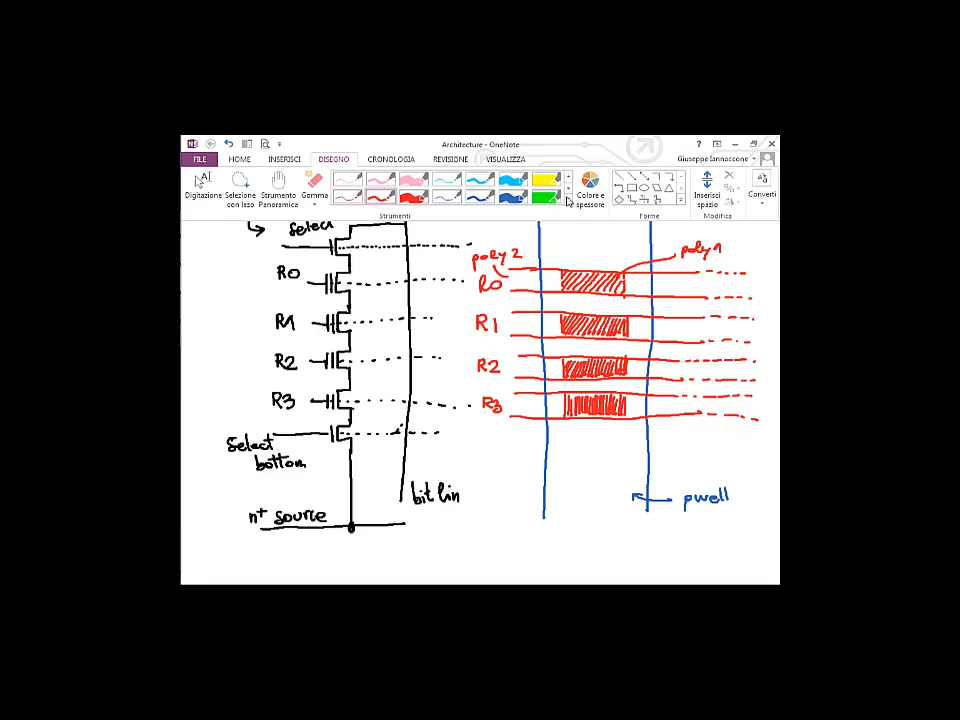 Architecture - OneNote
FILE HOME INSERISCI DISEGNO CRONOLOGIA REVISIONE VISUALIZZA
Giuseppe Iannaccone
Digitazione
Selezione con lazo
Strumento Panoramica
Gomma
Colore e spessore
Inserisci spazio
Converti
Strumenti
Forme
Modifica
Select
R0
R1
R2
R3
Select bottom
n+ source
bit lin
poly 2
poly 1
R0
R1
R2
R3
pwell